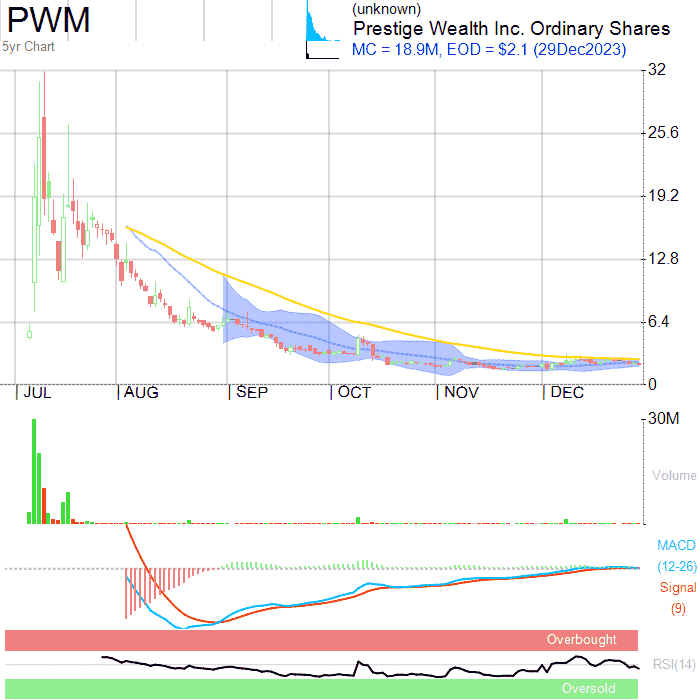 PWM
5yr Chart
(unknown)
Prestige Wealth Inc. Ordinary Shares
MC = 18.9M, EOD = $2.1 (29Dec2023)
32
25.6
19.2
12.8
6.4
0
JUL AUG SEP OCT NOV DEC
30M
Volume
MACD
(12-26)
Signal
(9)
Overbought
RSI(14)
Oversold